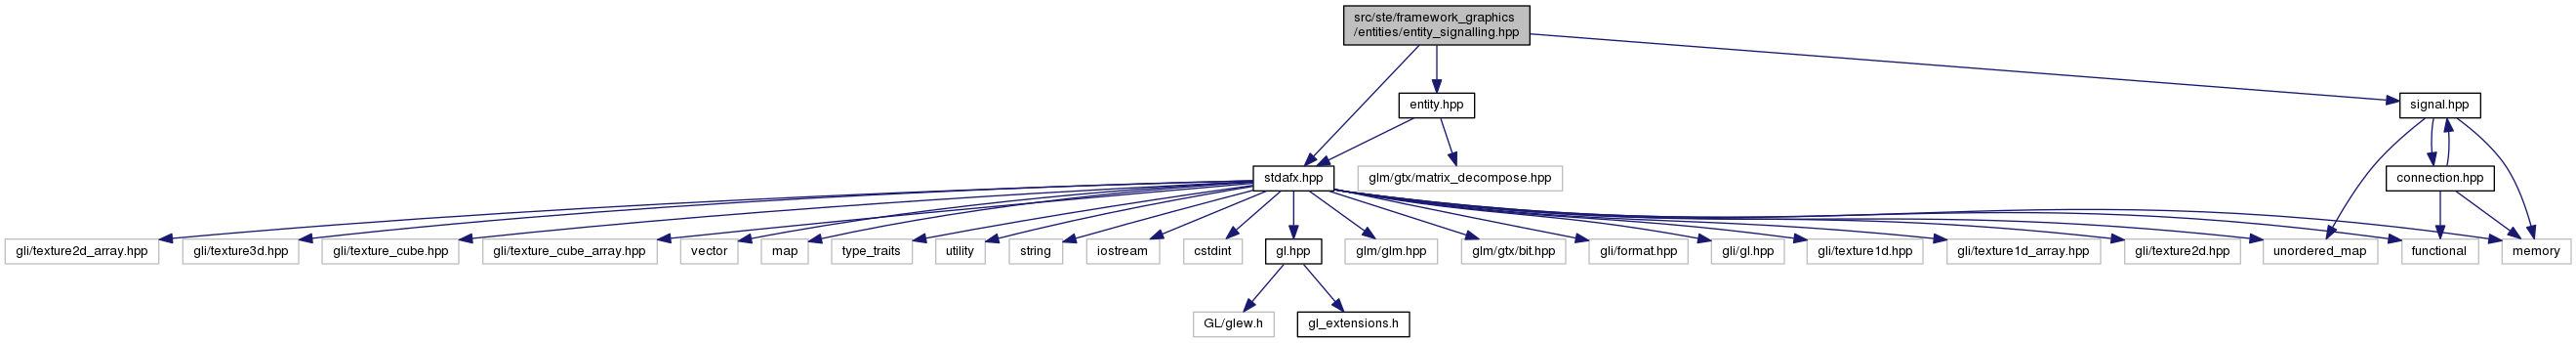 src/ste/framework_graphics
/entities/entity_signalling.hpp
entity.hpp
signal.hpp
stdafx.hpp
glm/gtx/matrix_decompose.hpp
connection.hpp
gli/texture2d_array.hpp
gli/texture3d.hpp
gli/texture_cube.hpp
gli/texture_cube_array.hpp
vector
map
type_traits
utility
string
iostream
cstdint
gl.hpp
glm/glm.hpp
glm/gtx/bit.hpp
gli/format.hpp
gli/gl.hpp
gli/texture1d.hpp
gli/texture1d_array.hpp
gli/texture2d.hpp
unordered_map
functional
memory
GL/glew.h
gl_extensions.h